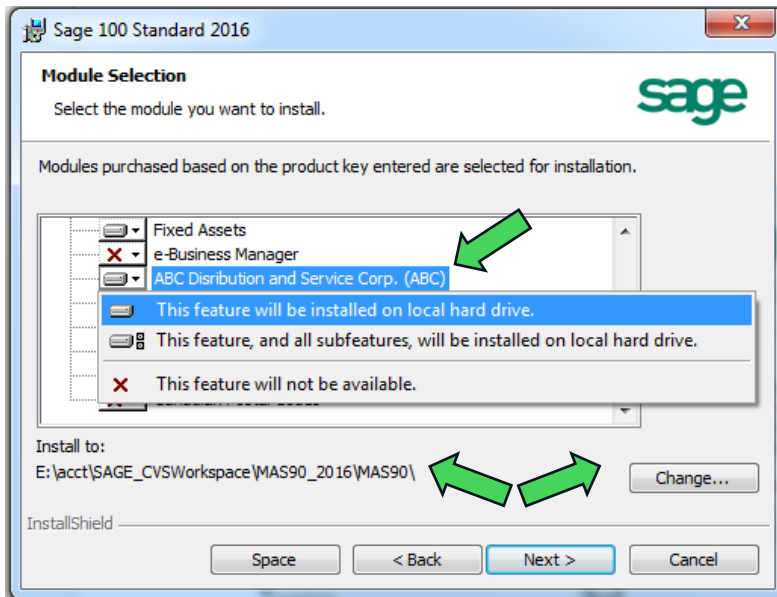 Sage 100 Standard 2016
Module Selection
Select the module you want to install.
sage
Modules purchased based on the product key entered are selected for installation.
Fixed Assets
e-Business Manager
ABC Disribution and Service Corp. (ABC)
This feature will be installed on local hard drive.
This feature, and all subfeatures, will be installed on local hard drive.
This feature will not be available.
Install to:
E:\acct\SAGE_CVSWorkspace\MAS90_2016\MAS90\
Change...
InstallShield
Space
< Back
Next >
Cancel